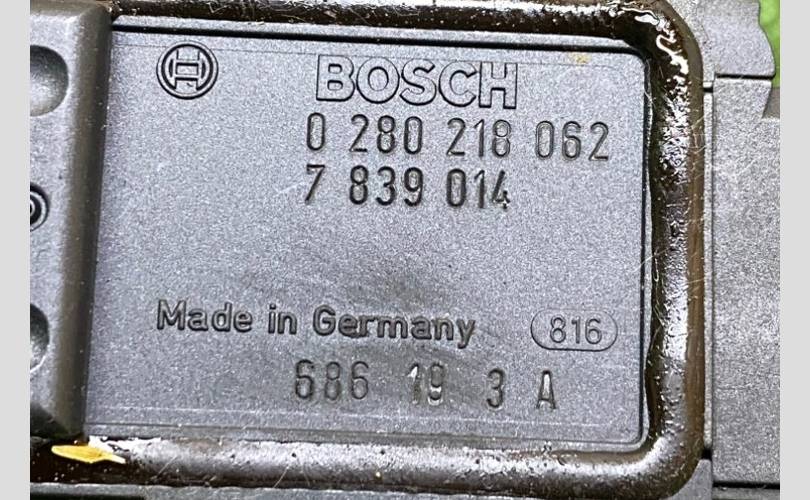 BOSCH
0 280 218 062
7 839 014
Made in Germany 816
686 19 3 A